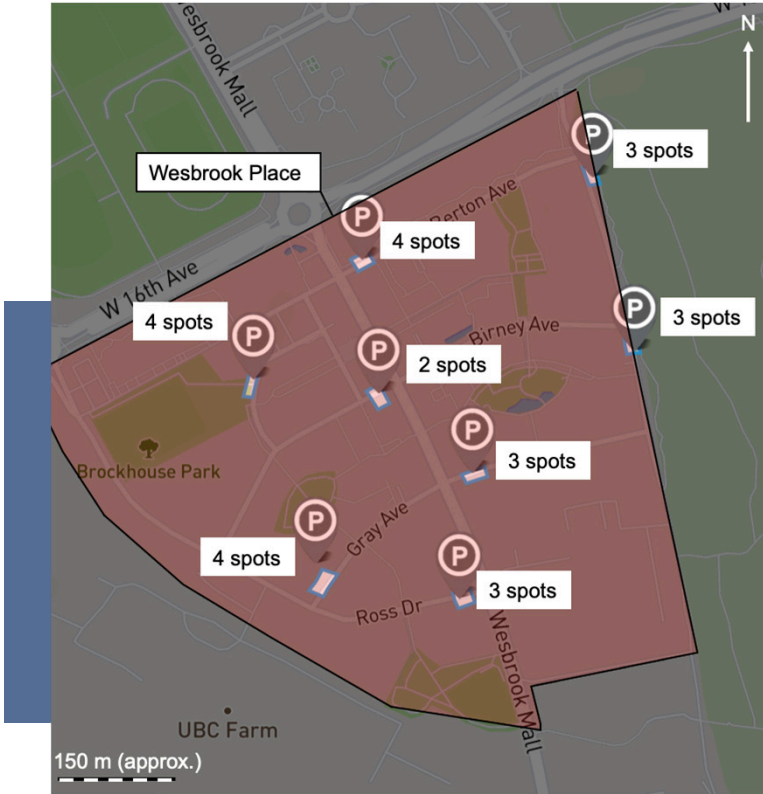 Wesbrook Mall
W 1
N
P
3 spots
Wesbrook Place
P
Berton Ave
4 spots
W 16th Ave
4 spots
P
P
3 spots
Birney Ave
P
2 spots
P
Brockhouse Park
3 spots
P
Gray Ave
4 spots
P
3 spots
Ross Dr
Wesbrook Mall
UBC Farm
150 m (approx.)